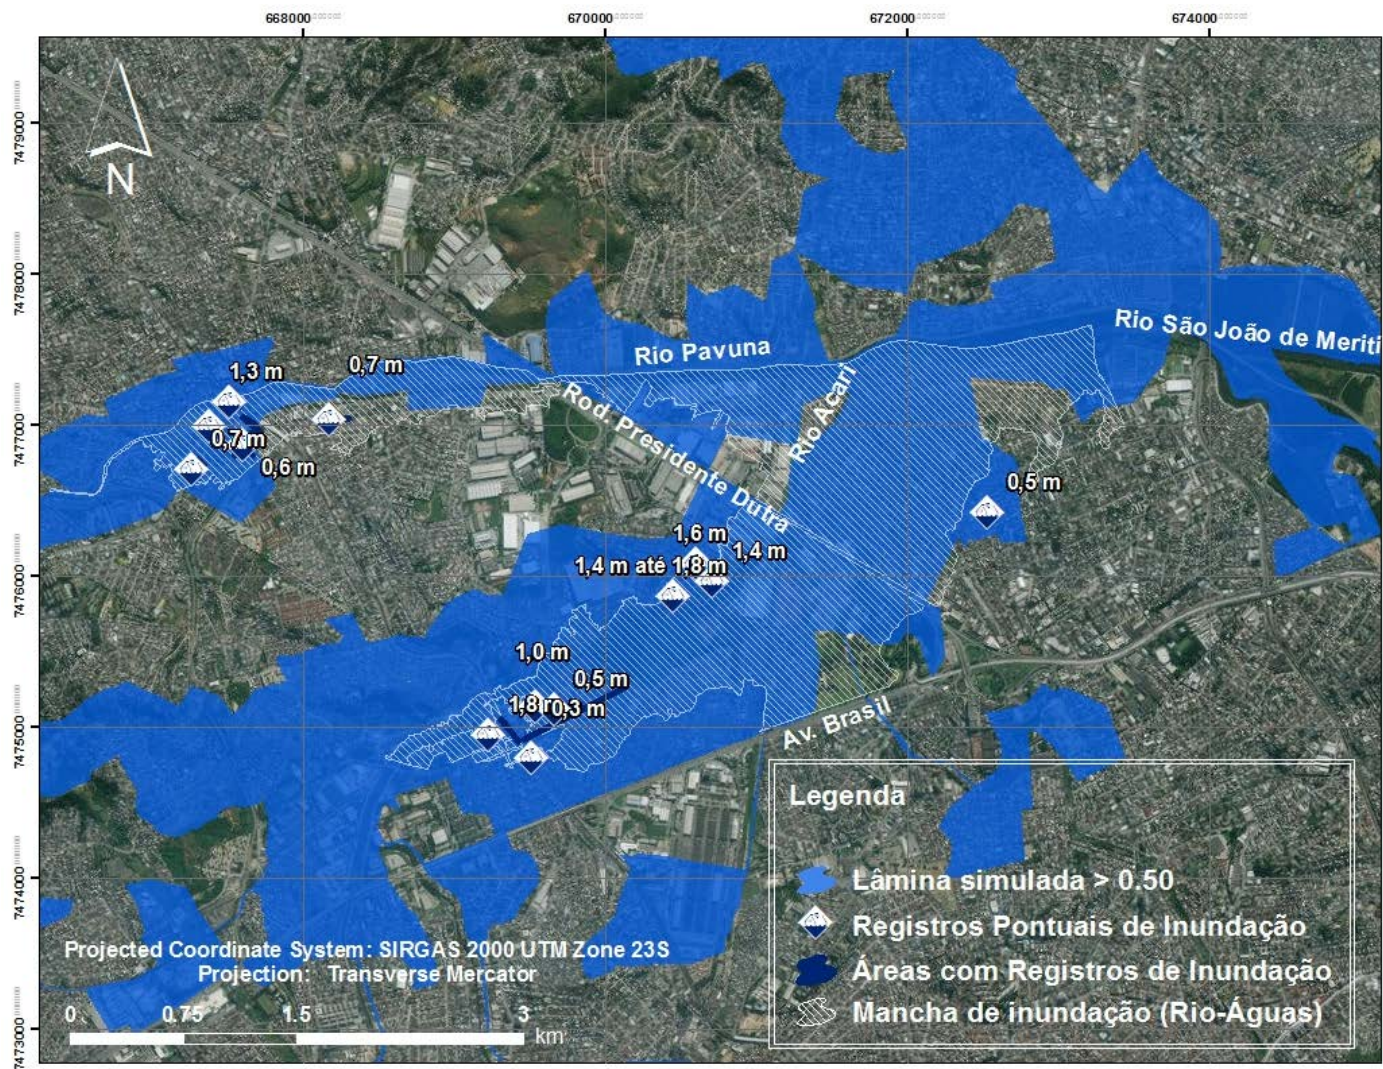 668000 670000 672000 674000
7479000
7478000
7477000
7476000
7475000
7474000
7473000
N
Rio São João de Meriti
Rio Pavuna
0,7 m
1,3 m
Rod. Presidente Dutra
Rio Acari
0,7 m
0,6 m
0,5 m
1,6 m
1,4 m
1,4 m até 1,8 m
1,0 m
0,5 m
1,8
0,3 m
Av. Brasil
Legenda
Lâmina simulada > 0.50
Registros Pontuais de Inundação
Áreas com Registros de Inundação
Mancha de inundação (Rio-Águas)
Projected Coordinate System: SIRGAS 2000 UTM Zone 23S
Projection: Transverse Mercator
0 0.75 1.5 3
km